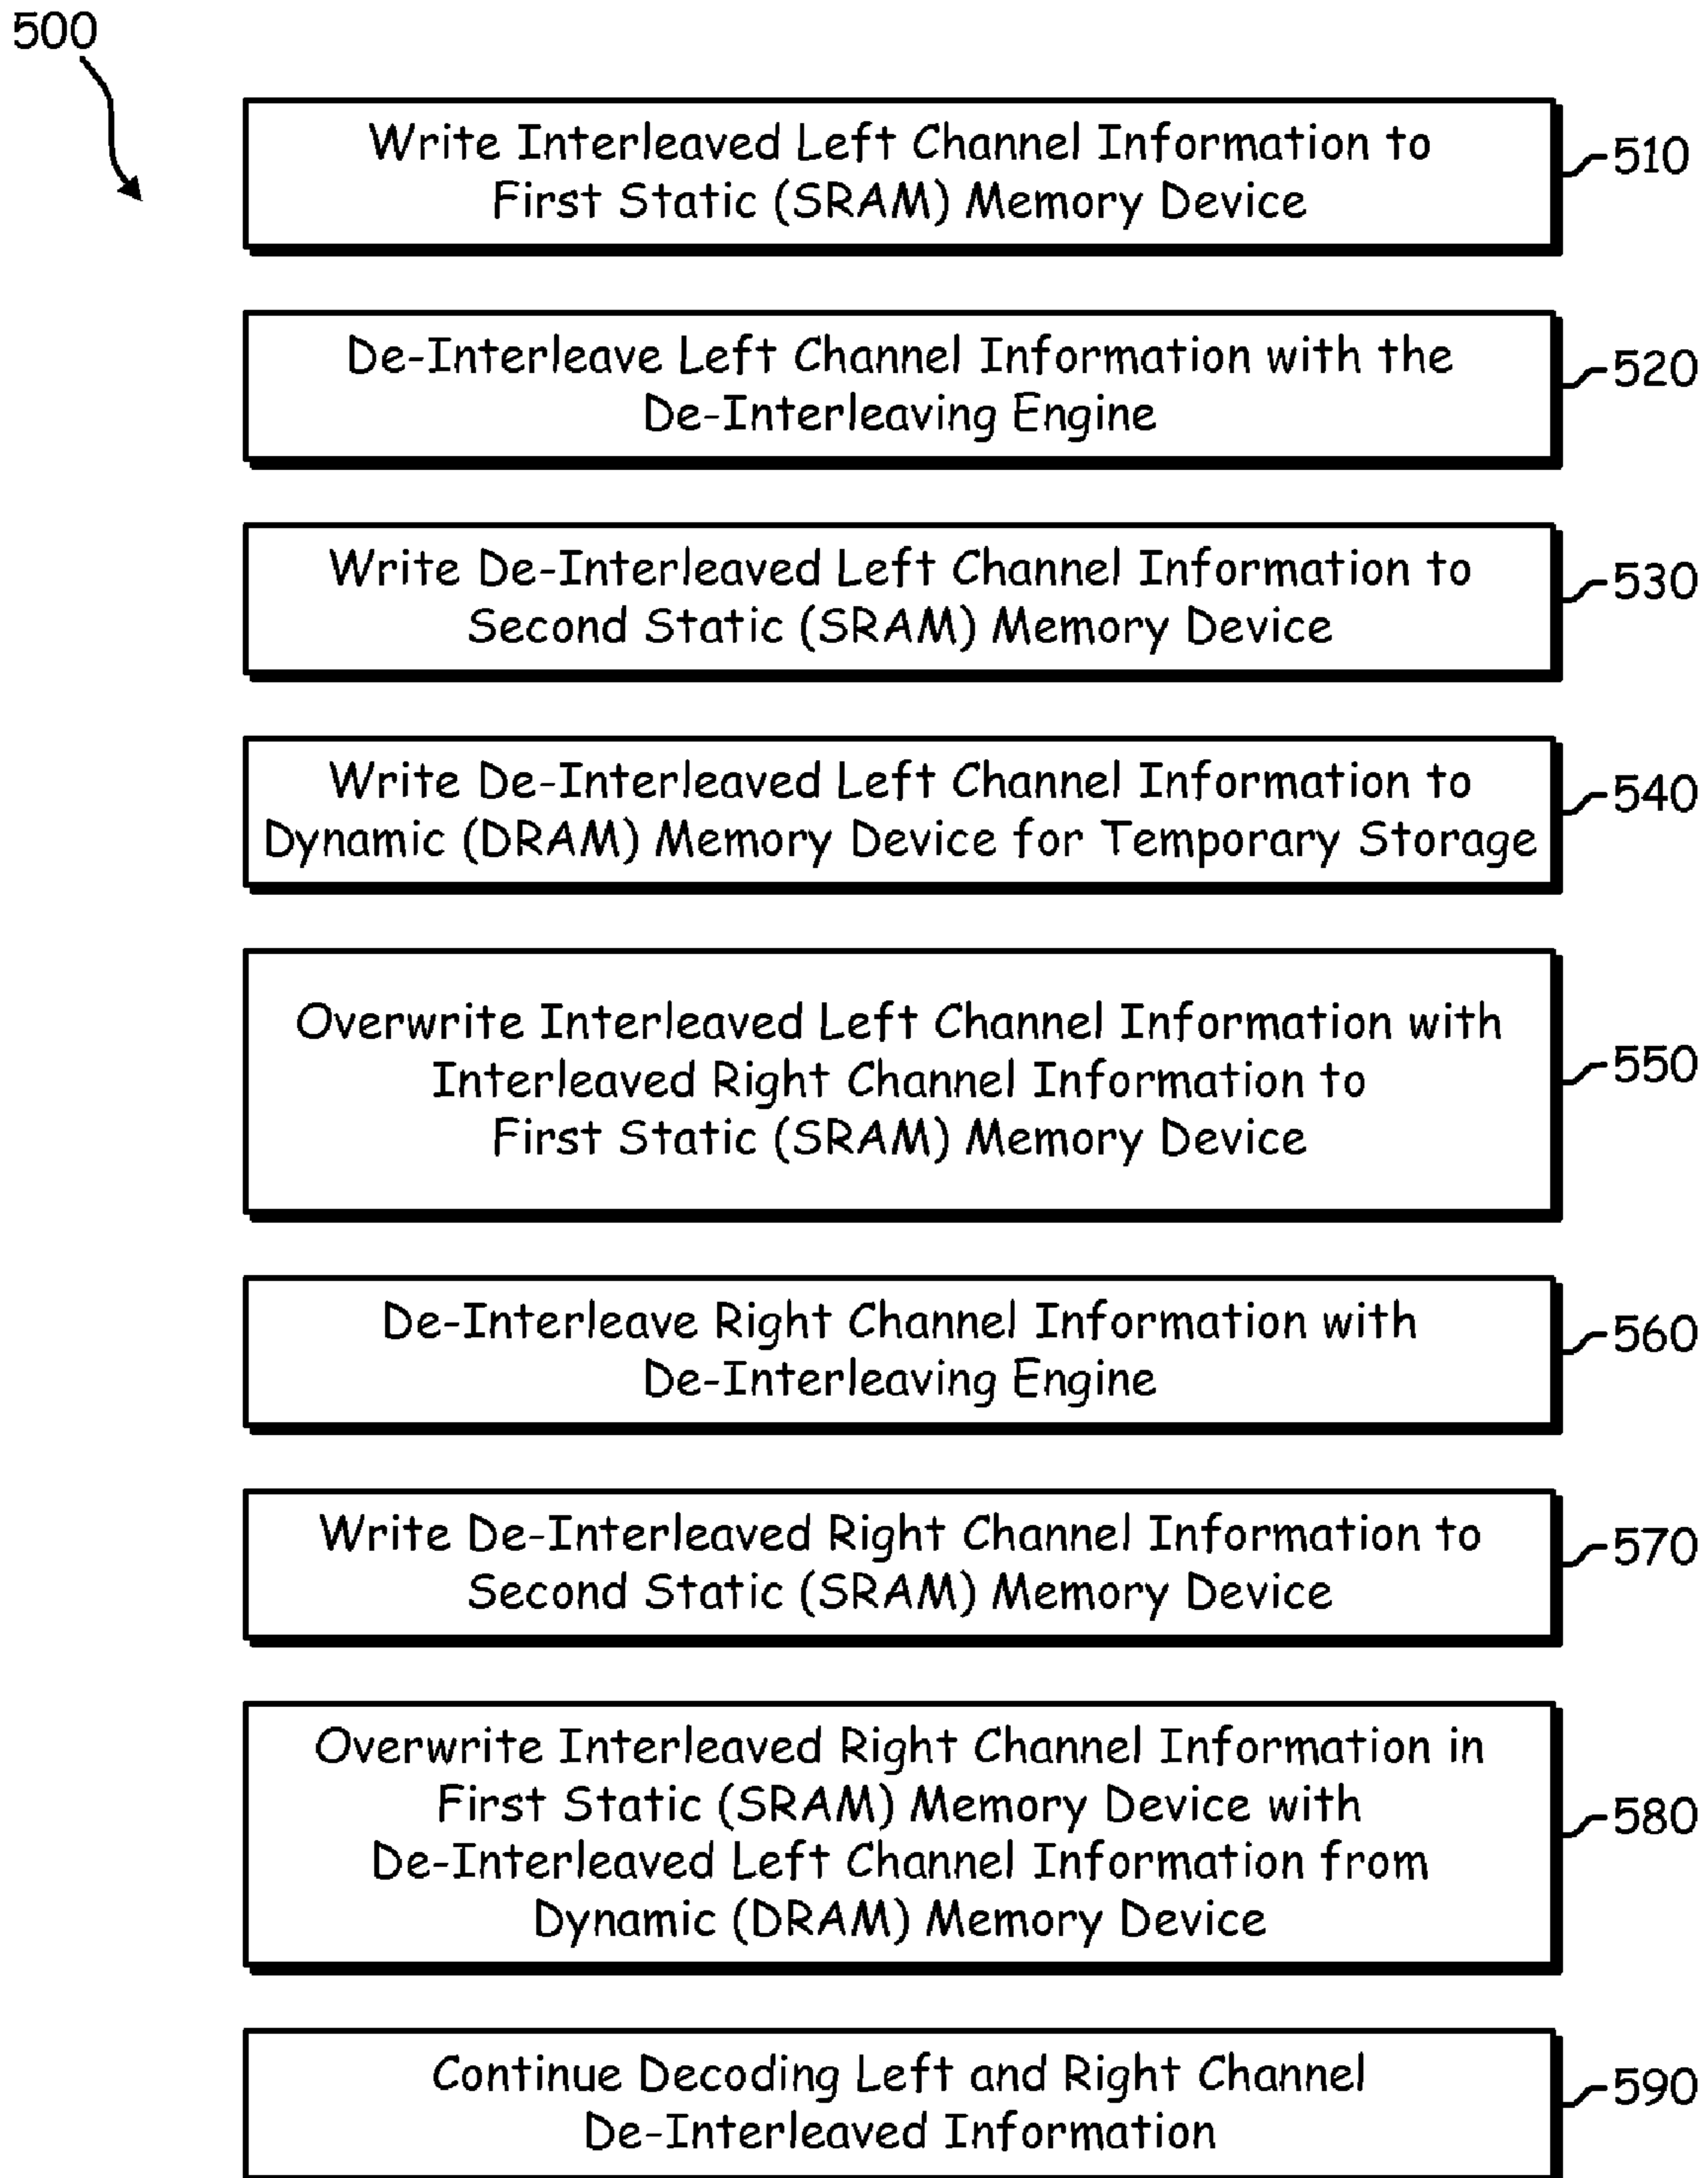 500
Write Interleaved Left Channel Information to
First Static (SRAM) Memory Device
510
De-Interleave Left Channel Information with the
De-Interleaving Engine
520
Write De-Interleaved Left Channel Information to
Second Static (SRAM) Memory Device
530
Write De-Interleaved Left Channel Information to
Dynamic (DRAM) Memory Device for Temporary Storage
540
Overwrite Interleaved Left Channel Information with
Interleaved Right Channel Information to
First Static (SRAM) Memory Device
550
De-Interleave Right Channel Information with
De-Interleaving Engine
560
Write De-Interleaved Right Channel Information to
Second Static (SRAM) Memory Device
570
Overwrite Interleaved Right Channel Information in
First Static (SRAM) Memory Device with
De-Interleaved Left Channel Information from
Dynamic (DRAM) Memory Device
580
Continue Decoding Left and Right Channel
De-Interleaved Information
590